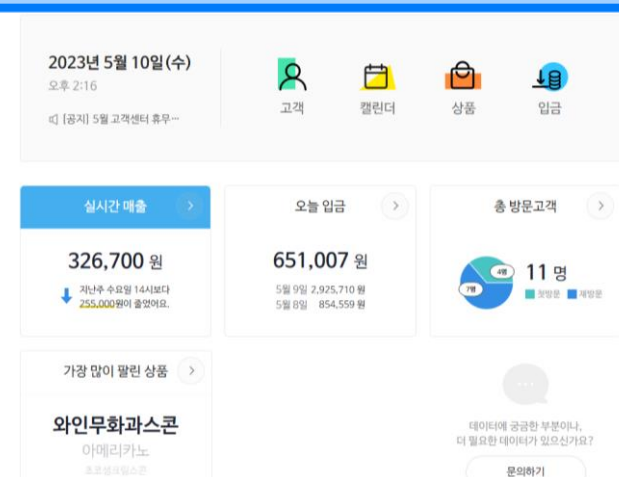 2023년 5월 10일(수)
오후 2:16
[공지] 5월 고객센터 휴무…
고객
캘린더
상품
입금
실시간 매출
326,700 원
지난주 수요일 14시보다
255,000원이 줄었어요.
오늘 입금
651,007 원
5월 9일 2,925,710 원
5월 8일 854,559 원
총 방문고객
4명
7명
11 명
첫방문 재방문
가장 많이 팔린 상품
와인무화과스콘
아메리카노
데이터에 궁금한 부분이나,
더 필요한 데이터가 있으신가요?
문의하기